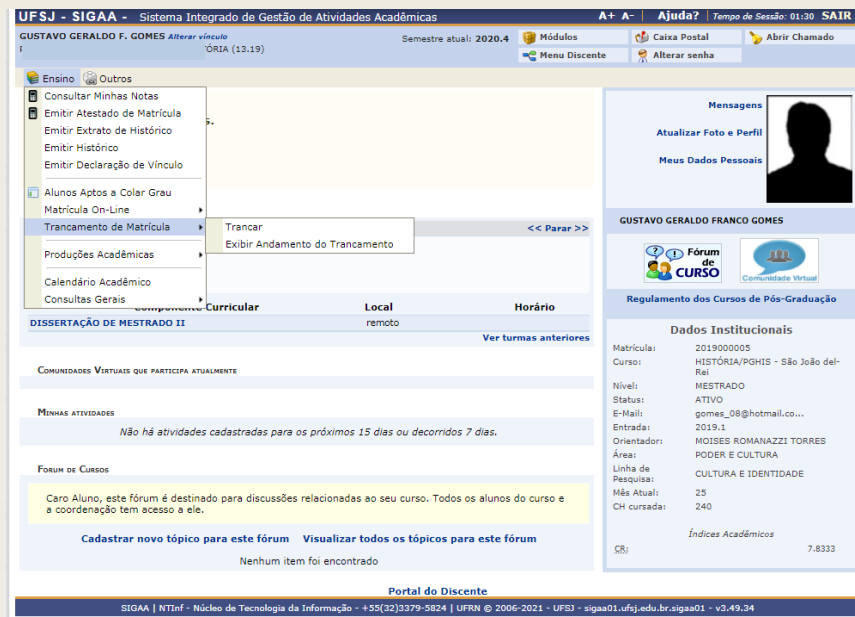 UFSJ - SIGAA - Sistema Integrado de Gestão de Atividades Acadêmicas A+ A- Ajuda? Tempo de Sessão: 01:30 SAIR
GUSTAVO GERALDO F. GOMES Alterar vínculo Semestre atual: 2020.4 Módulos Caixa Postal Abrir Chamado
ÓRIA (13.19) Menu Discente Alterar senha
Ensino Outros
Consultar Minhas Notas
Emitir Atestado de Matrícula
Emitir Extrato de Histórico
Emitir Histórico
Emitir Declaração de Vínculo
Alunos Aptos a Colar Grau
Matrícula On-Line
Trancamento de Matrícula
Trancar
Exibir Andamento do Trancamento
Produções Acadêmicas
Calendário Acadêmico
Consultas Gerais
s.
<< Parar >>
Componente Curricular Local Horário
DISSERTAÇÃO DE MESTRADO II remoto
Ver turmas anteriores
Comunidades Virtuais que participa atualmente
Minhas atividades
Não há atividades cadastradas para os próximos 15 dias ou decorridos 7 dias.
Forum de Cursos
Caro Aluno, este fórum é destinado para discussões relacionadas ao seu curso. Todos os alunos do curso e
a coordenação tem acesso a ele.
Cadastrar novo tópico para este fórum Visualizar todos os tópicos para este fórum
Nenhum item foi encontrado
Mensagens
Atualizar Foto e Perfil
Meus Dados Pessoais
GUSTAVO GERALDO FRANCO GOMES
Fórum de CURSO
Comunidade Virtual
Regulamento dos Cursos de Pós-Graduação
Dados Institucionais
Matrícula: 2019000005
Curso: HISTÓRIA/PGHIS - São João del-
Rei
Nível: MESTRADO
Status: ATIVO
E-Mail: gomes_08@hotmail.co...
Entrada: 2019.1
Orientador: MOISES ROMANAZZI TORRES
Área: PODER E CULTURA
Linha de
Pesquisa: CULTURA E IDENTIDADE
Mês Atual: 25
CH cursada: 240
Índices Acadêmicos
CR: 7.8333
Portal do Discente
SIGAA | NTInf - Núcleo de Tecnologia da Informação - +55(32)3379-5824 | UFRN © 2006-2021 - UFSJ - sigaa01.ufsj.edu.br.sigaa01 - v3.49.34